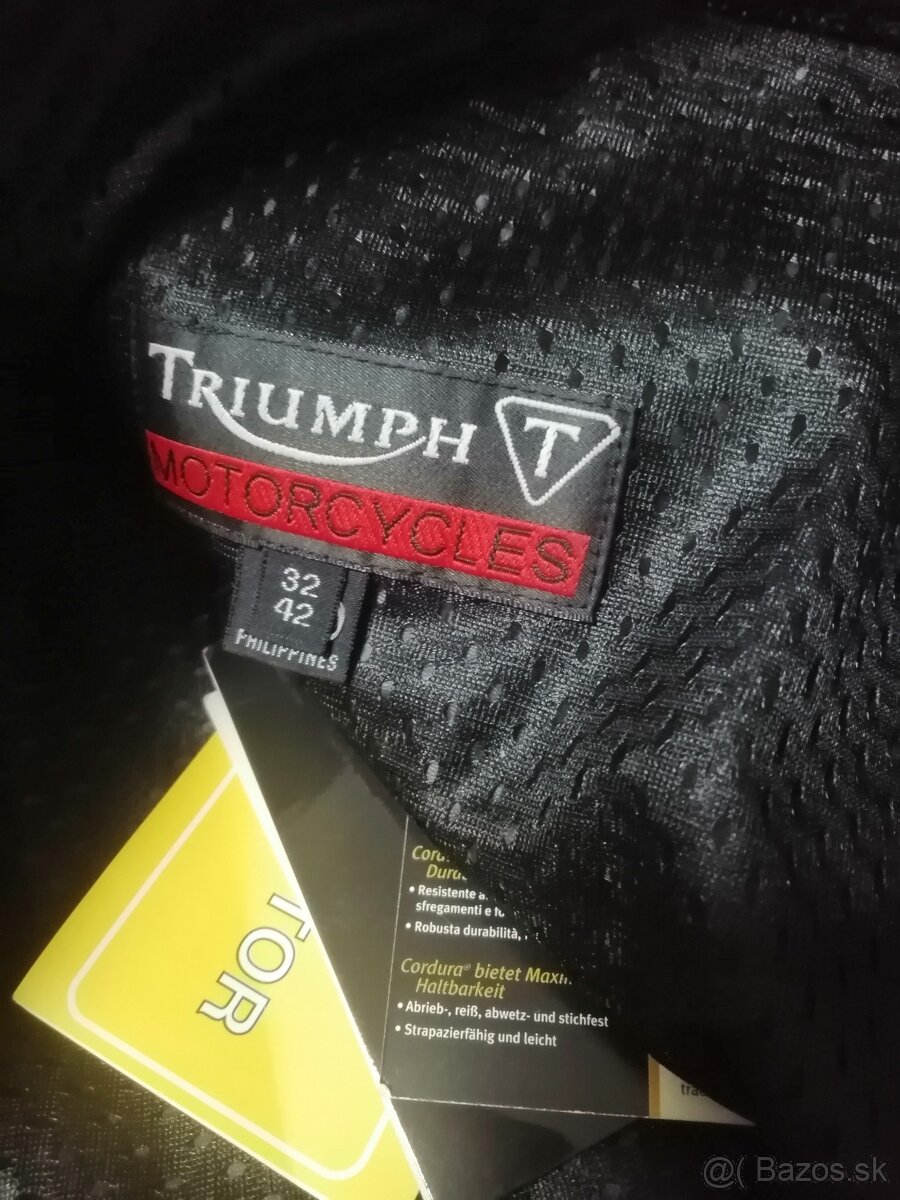 TRIUMPH T
MOTORCYCLES
32
42
PHILIPPINES
TOR
Resistente
sfregamenti e
• Robusta durabilità,
Cordura® bietet
Haltbarkeit
• Abrieb-, reiß, abwetz- und stichfest
• Strapazierfähig und leicht
@( Bazos.sk